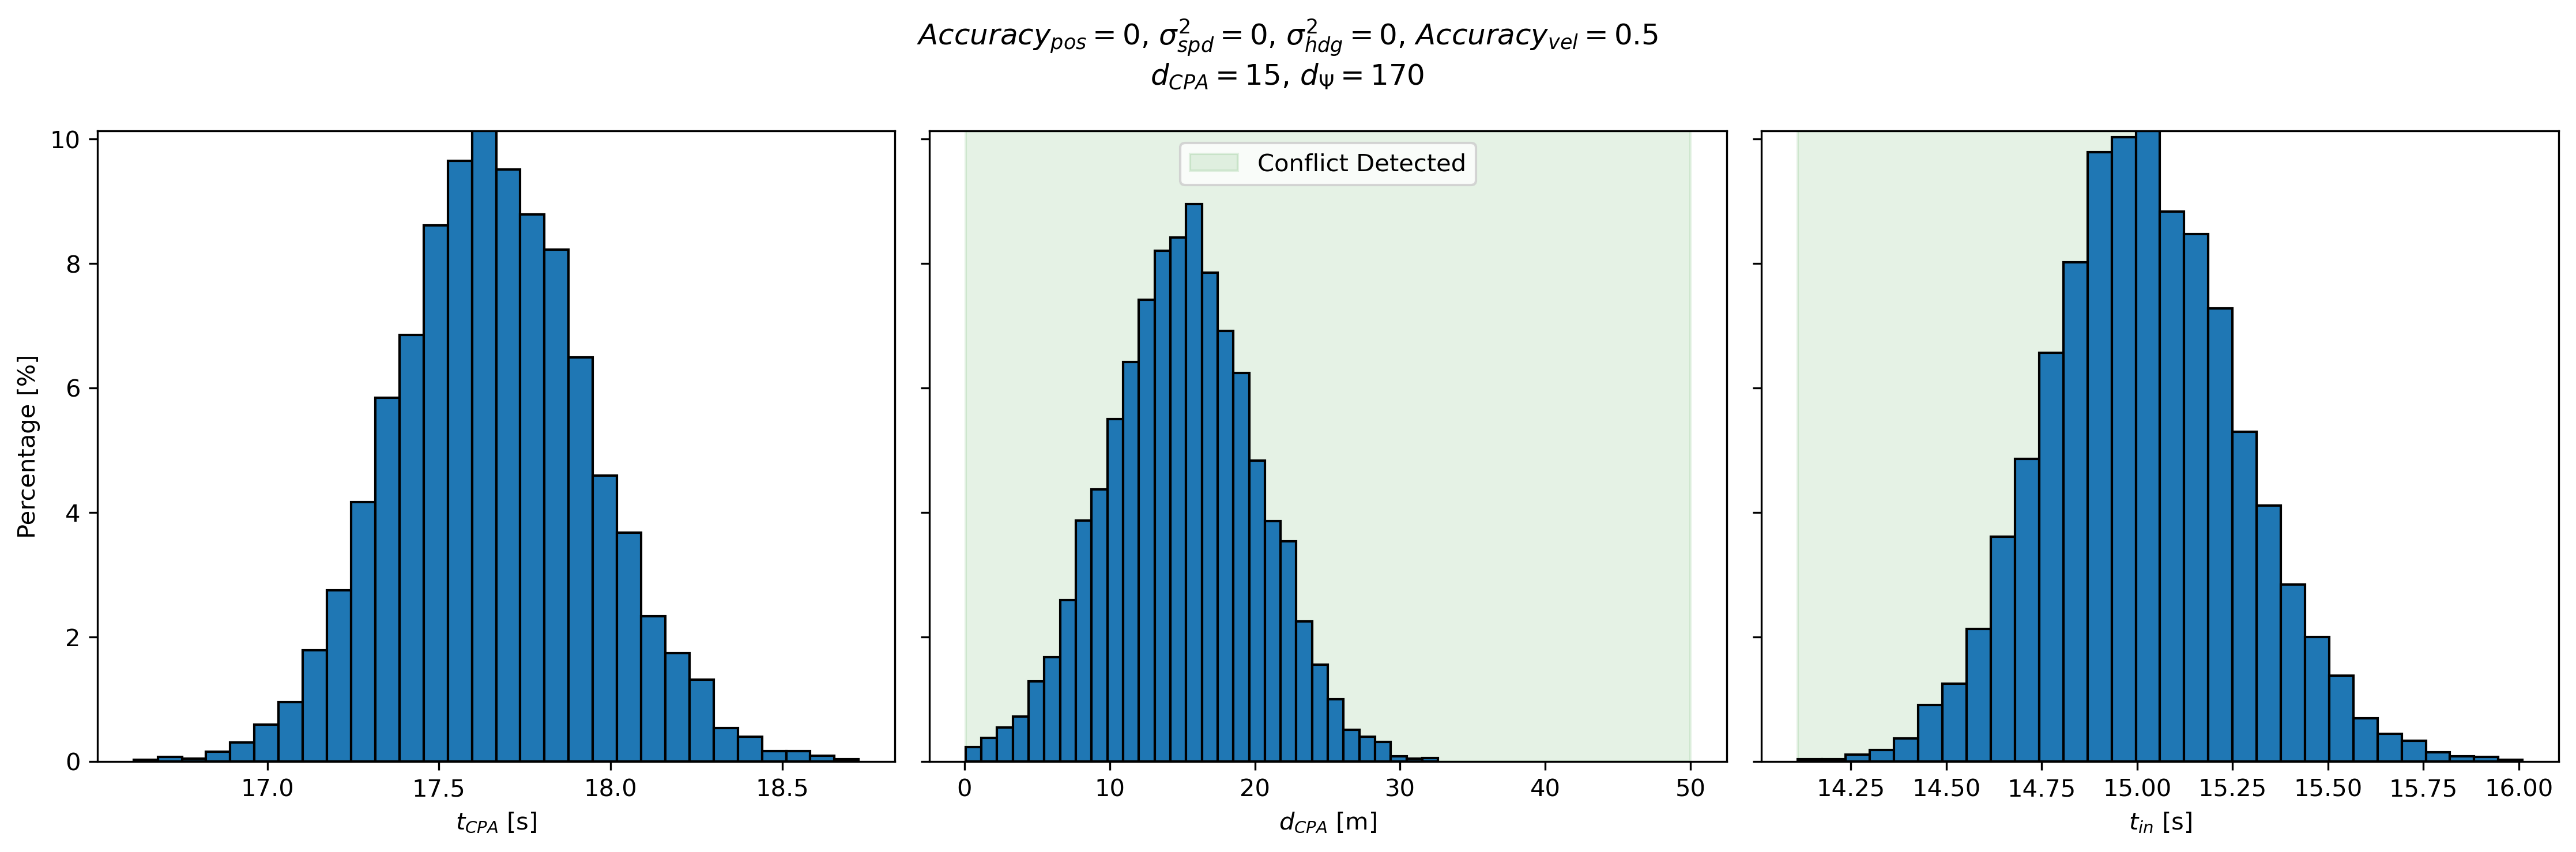 Accuracy_pos = 0, σ²_spd = 0, σ²_hdg = 0, Accuracy_vel = 0.5
d_CPA = 15, d_Ψ = 170
Percentage [%]
10
8
6
4
2
0
17.0 17.5 18.0 18.5
t_CPA [s]
Conflict Detected
0 10 20 30 40 50
d_CPA [m]
14.25 14.50 14.75 15.00 15.25 15.50 15.75 16.00
t_in [s]